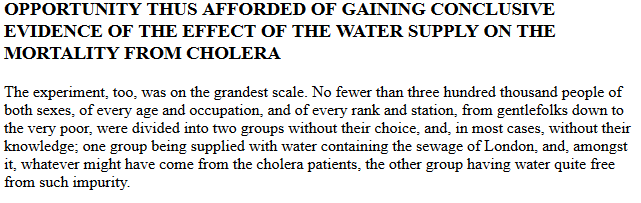 OPPORTUNITY THUS AFFORDED OF GAINING CONCLUSIVE
EVIDENCE OF THE EFFECT OF THE WATER SUPPLY ON THE
MORTALITY FROM CHOLERA
The experiment, too, was on the grandest scale. No fewer than three hundred thousand people of
both sexes, of every age and occupation, and of every rank and station, from gentlefolks down to
the very poor, were divided into two groups without their choice, and, in most cases, without their
knowledge; one group being supplied with water containing the sewage of London, and, amongst
it, whatever might have come from the cholera patients, the other group having water quite free
from such impurity.